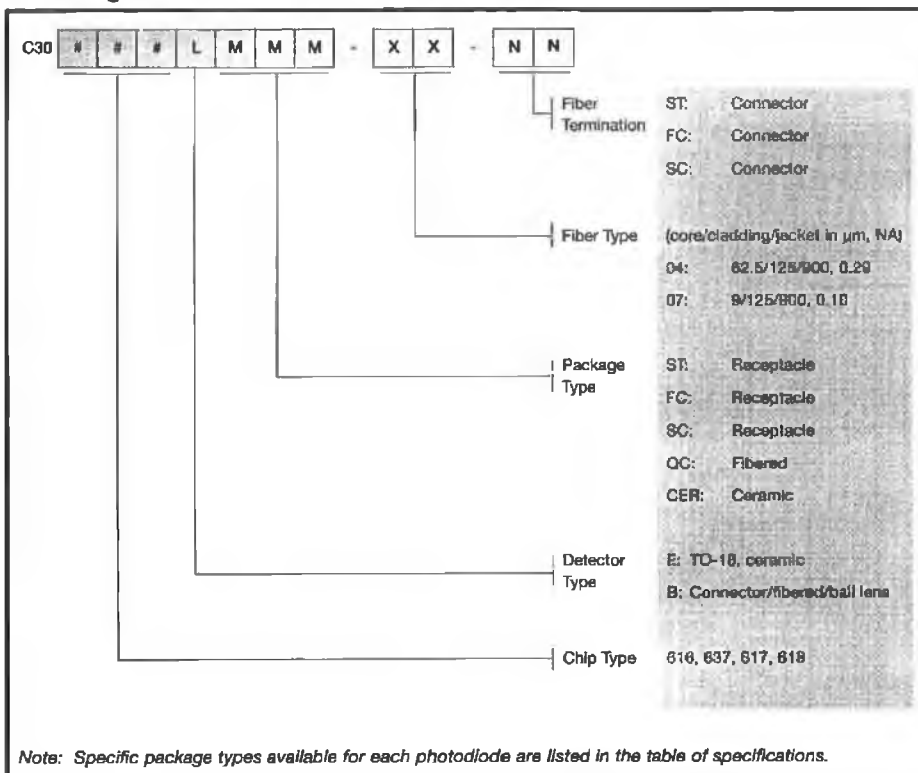 C30 # # # L M M M - X X - N N
Fiber Termination
ST: Connector
FC: Connector
SC: Connector
Fiber Type
(core/cladding/jacket in µm, NA)
04: 62.5/125/900, 0.29
07: 9/125/900, 0.10
Package Type
ST: Receptacle
FC: Receptacle
SC: Receptacle
QC: Fibered
CER: Ceramic
Detector Type
E: TO-18, ceramic
B: Connector/fibered/ball lens
Chip Type
616, 637, 617, 618
Note: Specific package types available for each photodiode are listed in the table of specifications.